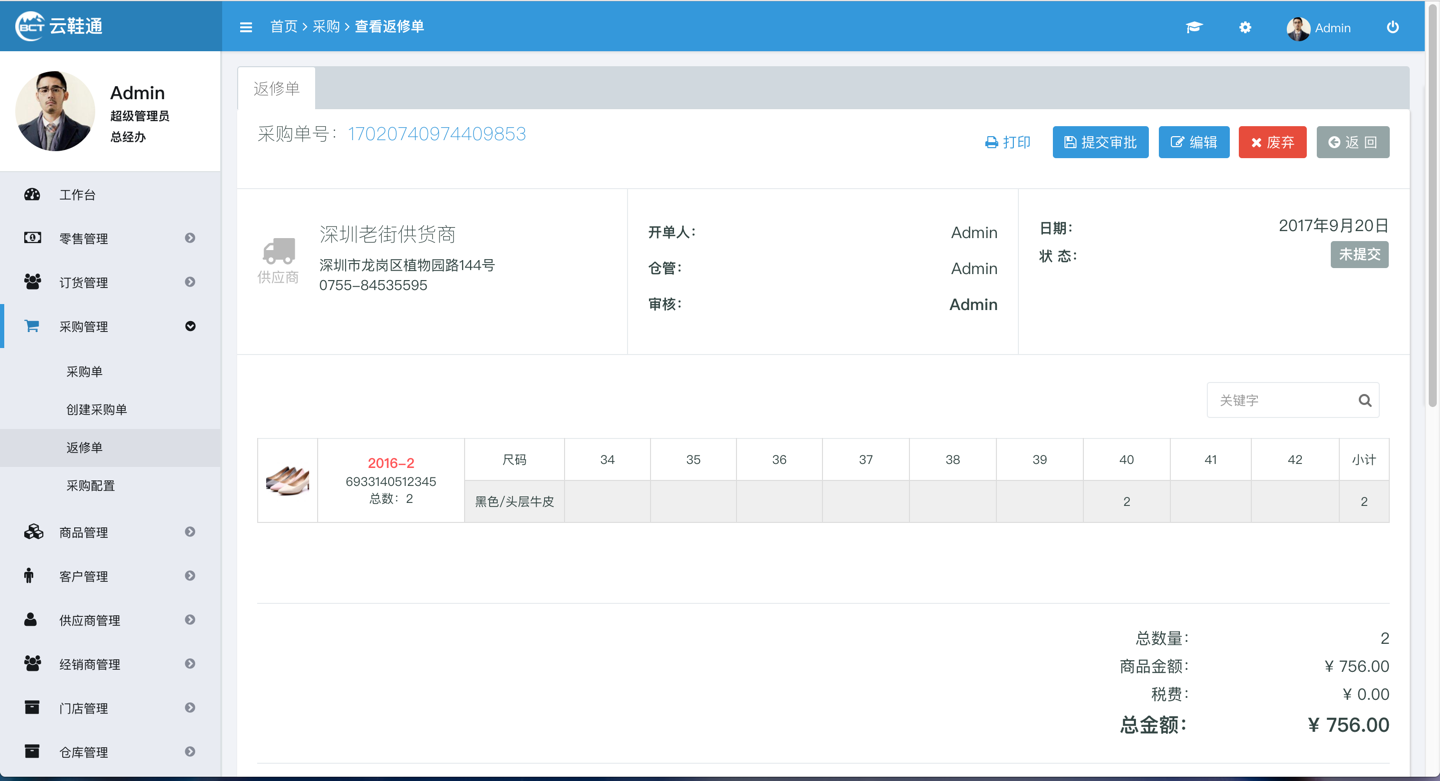 BCT 云鞋通
首页 > 采购 > 查看返修单
Admin
Admin
超级管理员
总经办
工作台
零售管理
订货管理
采购管理
采购单
创建采购单
返修单
采购配置
商品管理
客户管理
供应商管理
经销商管理
门店管理
仓库管理
返修单
采购单号：17020740974409853
打印 提交审批 编辑 废弃 返 回
供应商
深圳老街供货商
深圳市龙岗区植物园路144号
0755-84535595
开单人： Admin
仓管： Admin
审核： Admin
日期： 2017年9月20日
状 态： 未提交
关键字
2016-2
6933140512345
总数：2
尺码 34 35 36 37 38 39 40 41 42 小计
黑色/头层牛皮 2 2
总数量： 2
商品金额： ¥ 756.00
税费： ¥ 0.00
总金额： ¥ 756.00